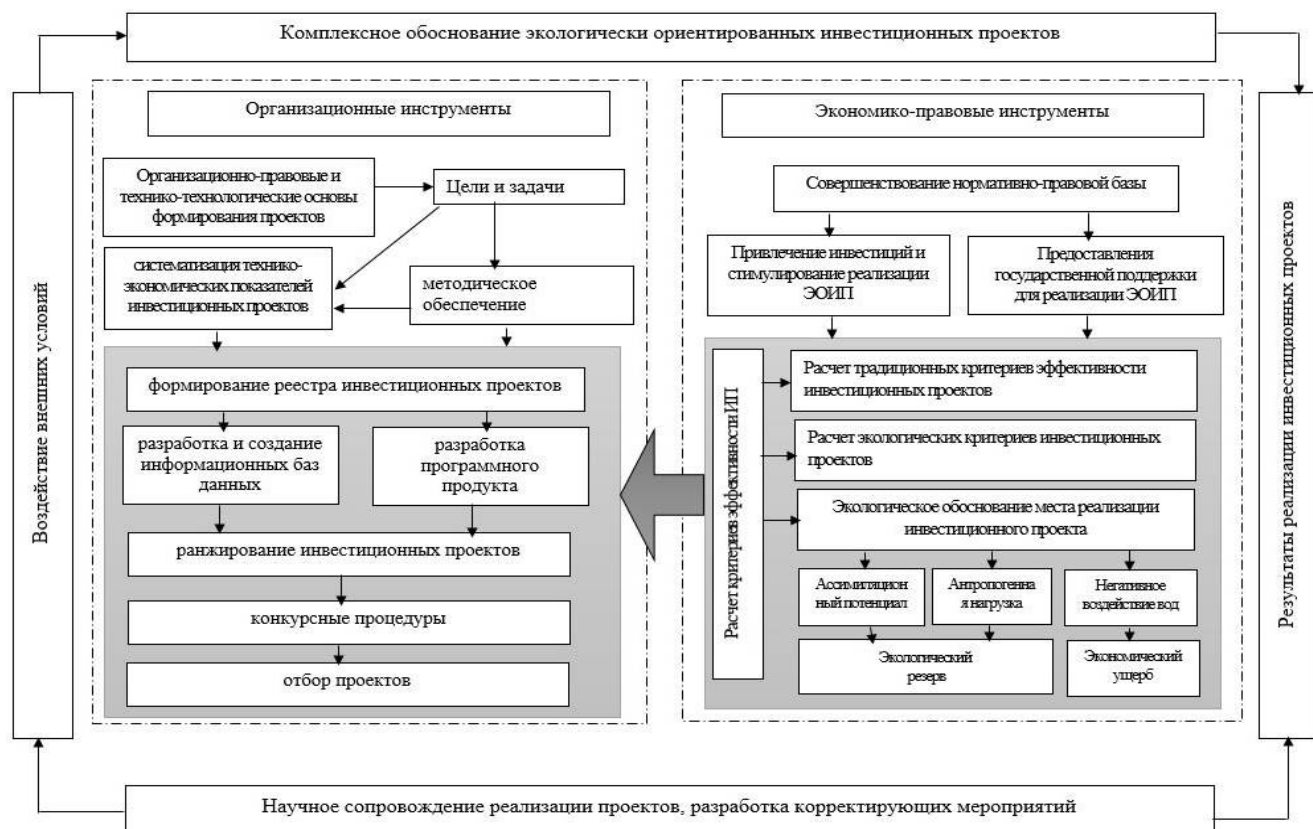 Комплексное обоснование экологически ориентированных инвестиционных проектов
Воздействие внешних условий
Организационные инструменты
Организационно-правовые и
технико-технологические основы
формирования проектов
Цели и задачи
систематизация технико-
экономических показателей
инвестиционных проектов
методическое
обеспечение
формирование реестра инвестиционных проектов
разработка и создание
информационных баз
данных
разработка
программного
продукта
ранжирование инвестиционных проектов
конкурсные процедуры
отбор проектов
Экономико-правовые инструменты
Совершенствование нормативно-правовой базы
Привлечение инвестиций и
стимулирование реализации
ЭОИП
Предоставления
государственной поддержки
для реализации ЭОИП
Расчет критериев эффективности ИП
Расчет традиционных критериев эффективности
инвестиционных проектов
Расчет экологических критериев инвестиционных
проектов
Экологическое обоснование места реализации
инвестиционного проекта
Ассимиляцион
ный потенциал
Антропогенна
я нагрузка
Негативное
воздействие вод
Экологический
резерв
Экономический
ущерб
Результаты реализации инвестиционных проектов
Научное сопровождение реализации проектов, разработка корректирующих мероприятий